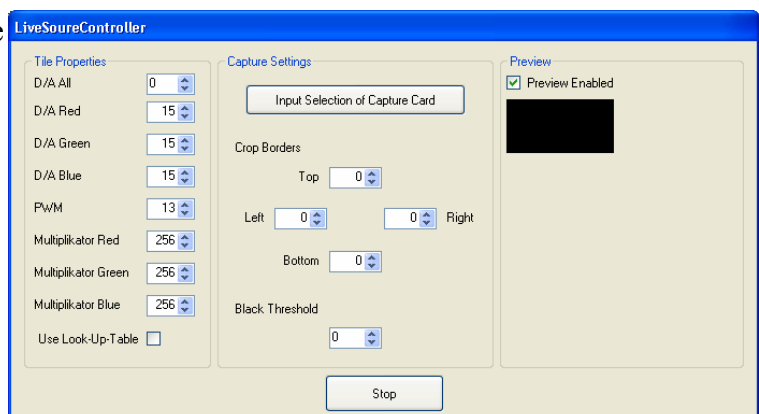 e
LiveSoureController
Tile Properties
D/A All 0
D/A Red 15
D/A Green 15
D/A Blue 15
PWM 13
Multiplikator Red 256
Multiplikator Green 256
Multiplikator Blue 256
Use Look-Up-Table
Capture Settings
Input Selection of Capture Card
Crop Borders
Top 0
Left 0 0 Right
Bottom 0
Black Threshold
0
Preview
Preview Enabled
Stop